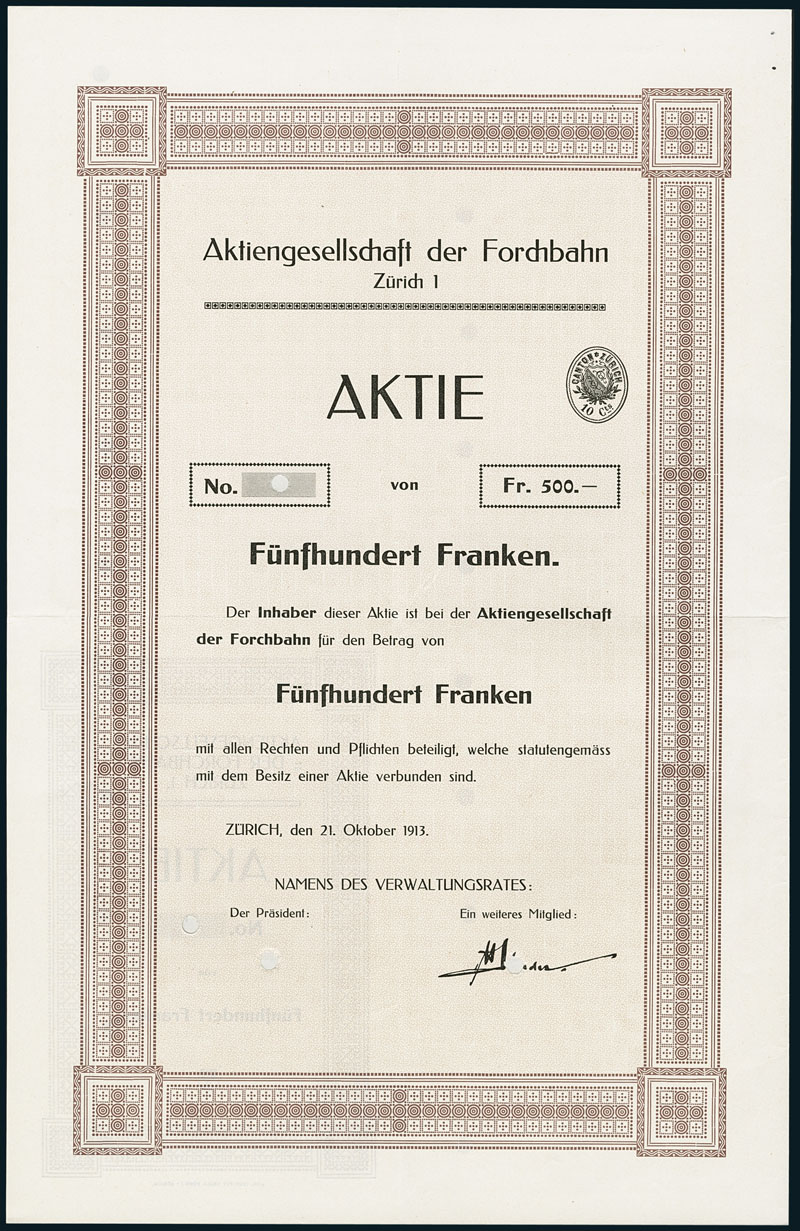 Aktiengesellschaft der Forchbahn
Zürich 1
AKTIE
CANTON ZÜRICH
10 Cts
No.
von
Fr. 500.—
Fünfhundert Franken.
Der Inhaber dieser Aktie ist bei der Aktiengesellschaft
der Forchbahn für den Betrag von
Fünfhundert Franken
mit allen Rechten und Pflichten beteiligt, welche statutengemäss
mit dem Besitz einer Aktie verbunden sind.
ZÜRICH, den 21. Oktober 1913.
NAMENS DES VERWALTUNGSRATES:
Der Präsident:
Ein weiteres Mitglied: